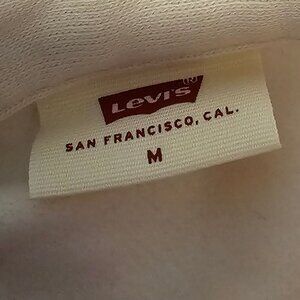 Levi's ®
SAN FRANCISCO, CAL.
M